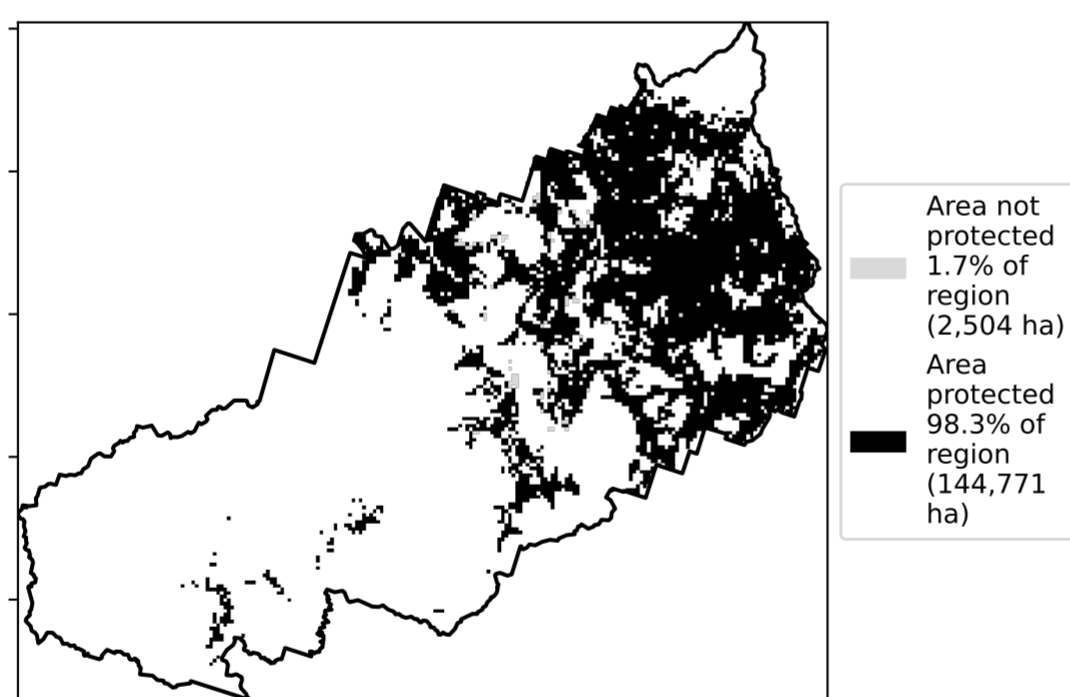 Area not
protected
1.7% of
region
(2,504 ha)
Area
protected
98.3% of
region
(144,771
ha)